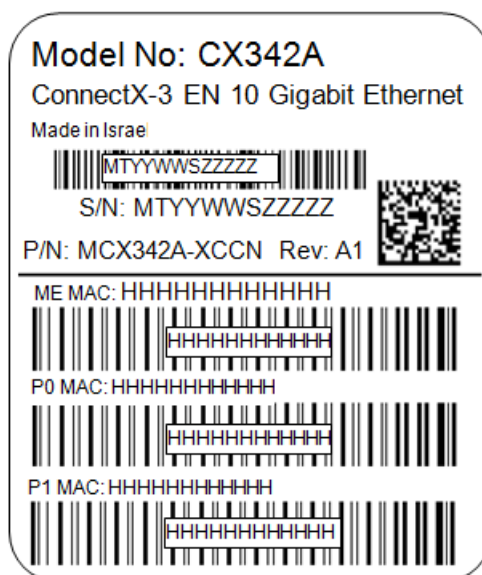 Model No: CX342A
ConnectX-3 EN 10 Gigabit Ethernet
Made in Israel
MTYYWWSZZZZZ
S/N: MTYYWWSZZZZZ
P/N: MCX342A-XCCN Rev: A1
ME MAC: HHHHHHHHHHHH
HHHHHHHHHHHH
P0 MAC: HHHHHHHHHHHH
HHHHHHHHHHHH
P1 MAC: HHHHHHHHHHHH
HHHHHHHHHHHH